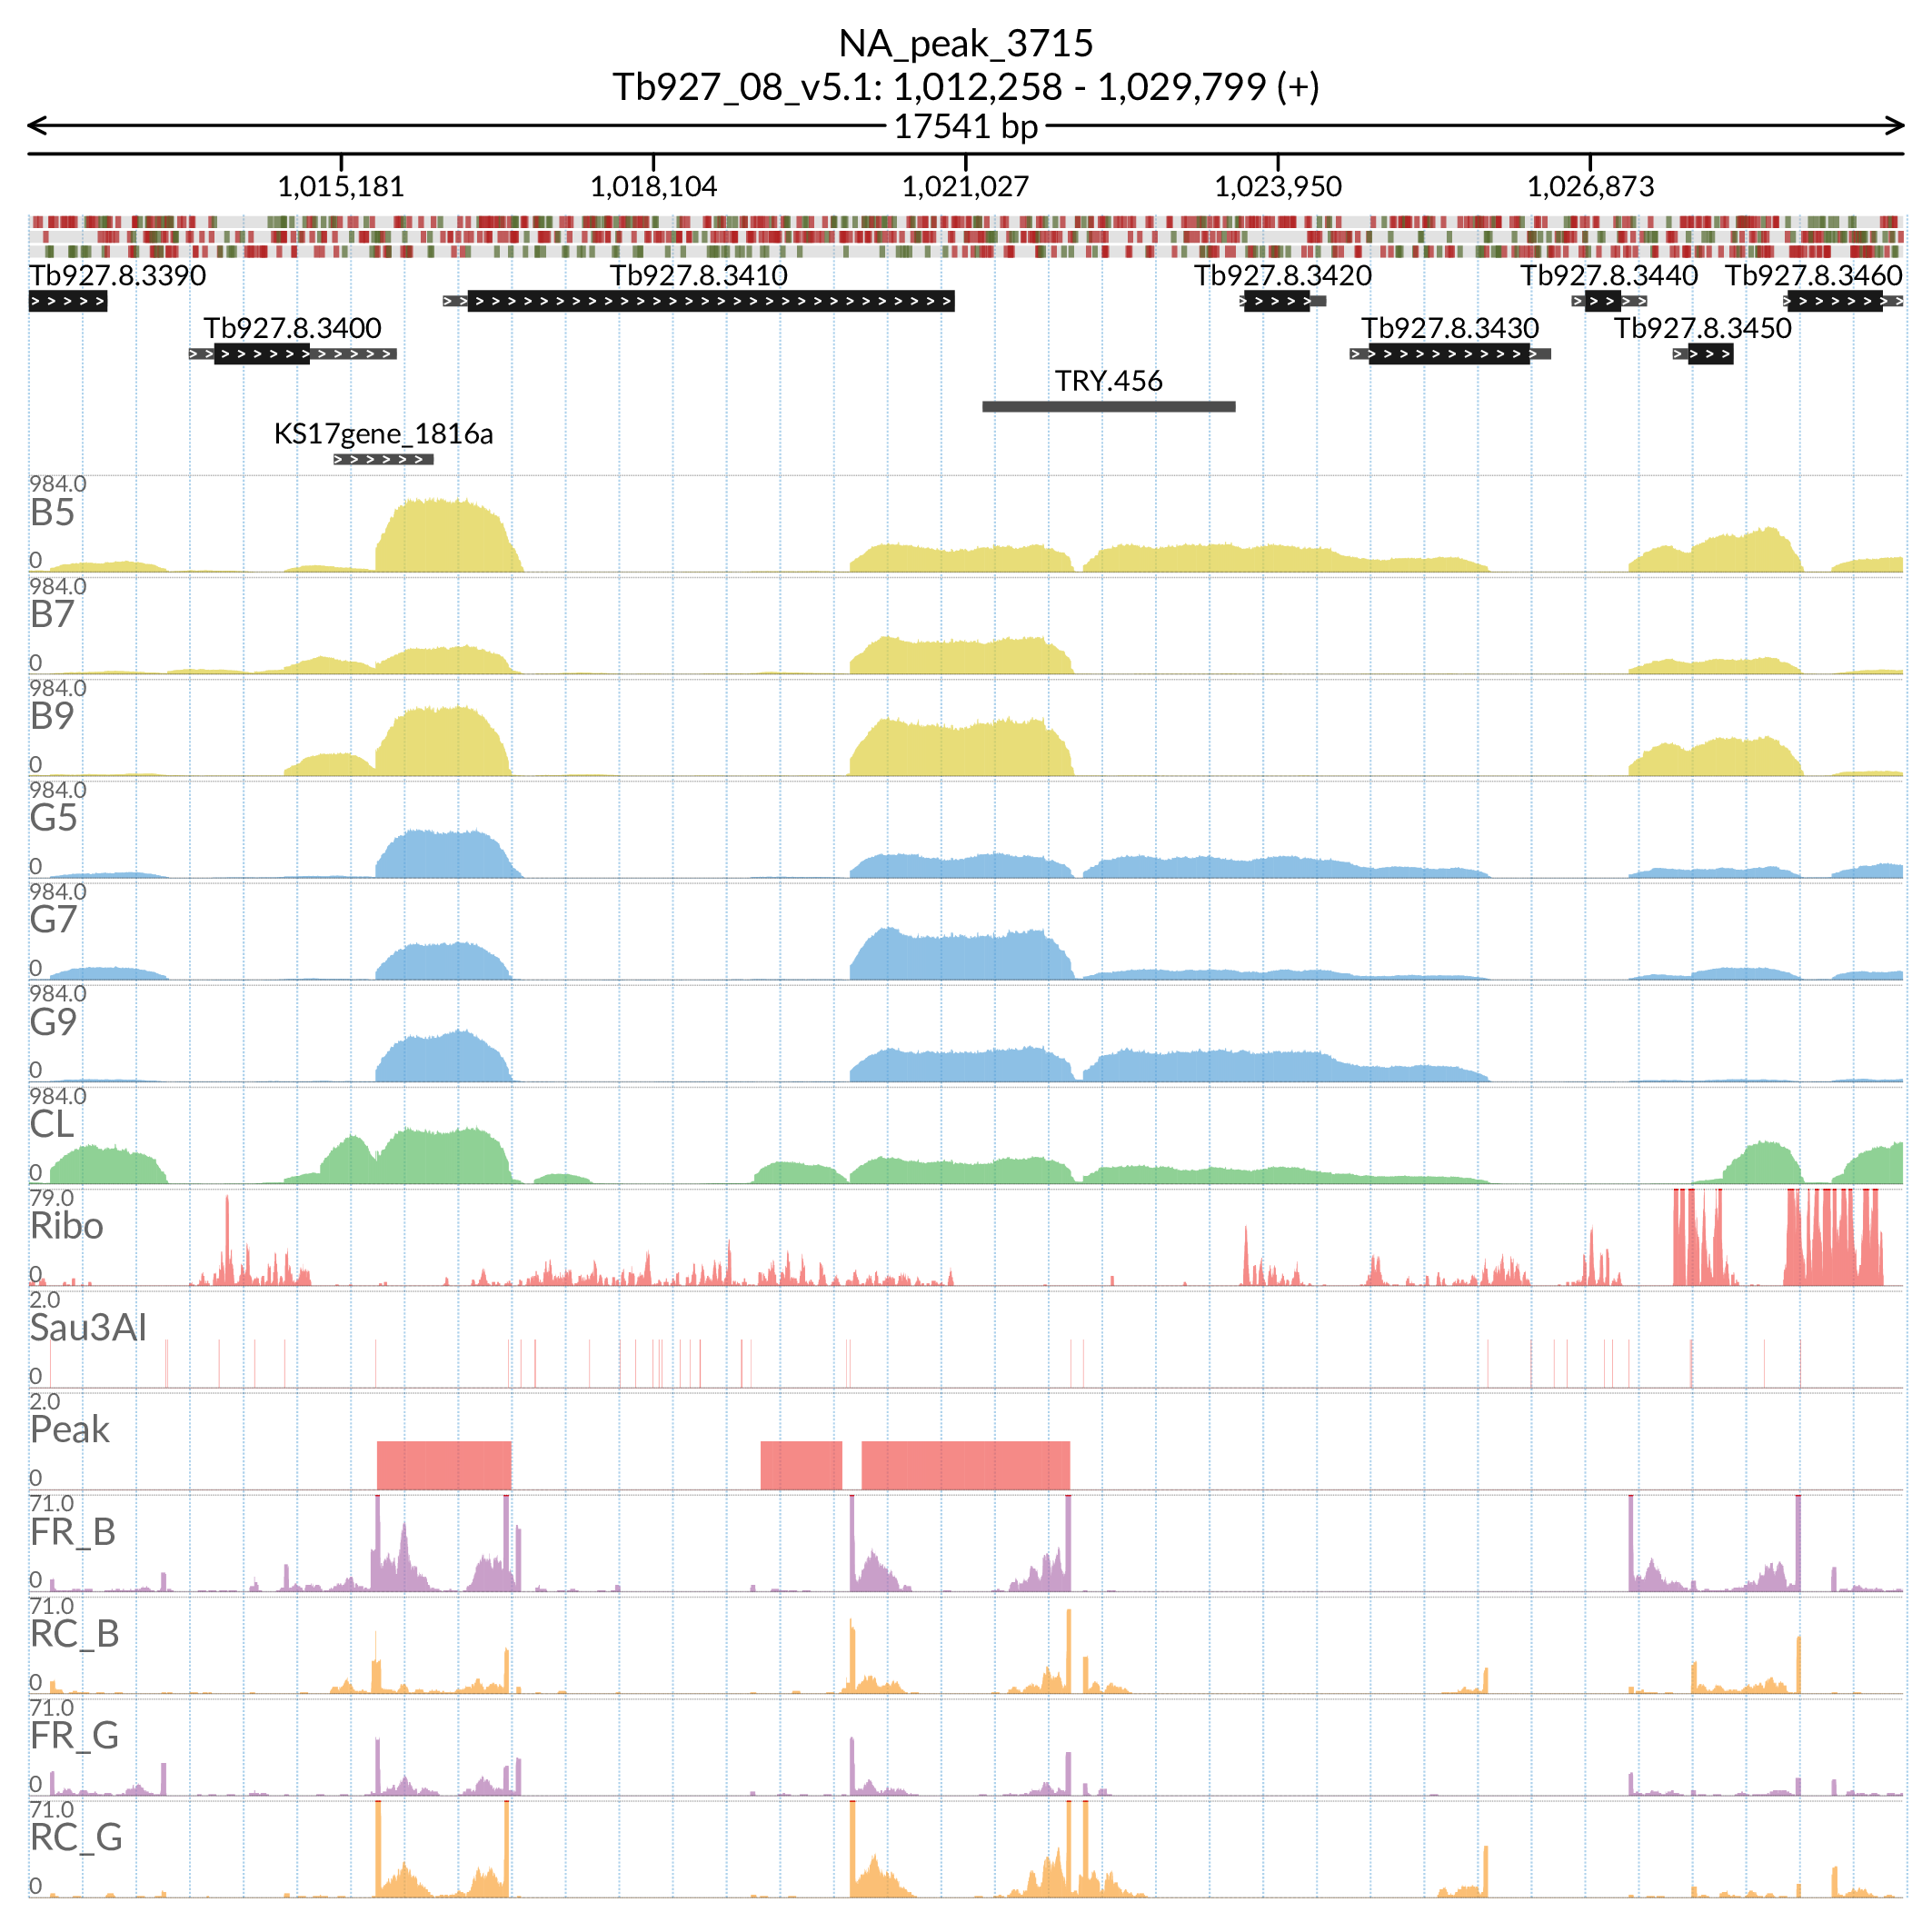 NA_peak_3715
Tb927_08_v5.1: 1,012,258 - 1,029,799 (+)
17541 bp
1,015,181 1,018,104 1,021,027 1,023,950 1,026,873
Tb927.8.3390 Tb927.8.3410 Tb927.8.3420 Tb927.8.3440 Tb927.8.3460
Tb927.8.3400 Tb927.8.3430 Tb927.8.3450
TRY.456
KS17gene_1816a
984.0
B5
0
984.0
B7
0
984.0
B9
0
984.0
G5
0
984.0
G7
0
984.0
G9
0
984.0
CL
0
79.0
Ribo
0
2.0
Sau3AI
0
2.0
Peak
0
71.0
FR_B
0
71.0
RC_B
0
71.0
FR_G
0
71.0
RC_G
0